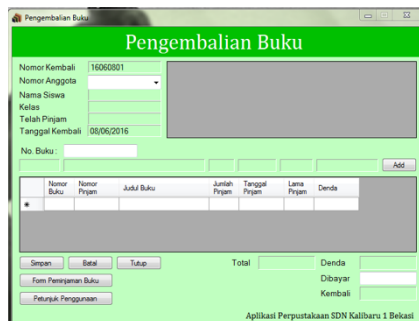 Pengembalian Buku
Pengembalian Buku
Nomor Kembali 16060801
Nomor Anggota
Nama Siswa
Kelas
Telah Pinjam
Tanggal Kembali 08/06/2016
No. Buku :
Add
Nomor Buku Nomor Pinjam Judul Buku Jumlah Pinjam Tanggal Pinjam Lama Pinjam Denda
Simpan Batal Tutup Total Denda
Form Peminjaman Buku Dibayar
Petunjuk Penggunaan Kembali
Aplikasi Perpustakaan SDN Kalibaru 1 Bekasi